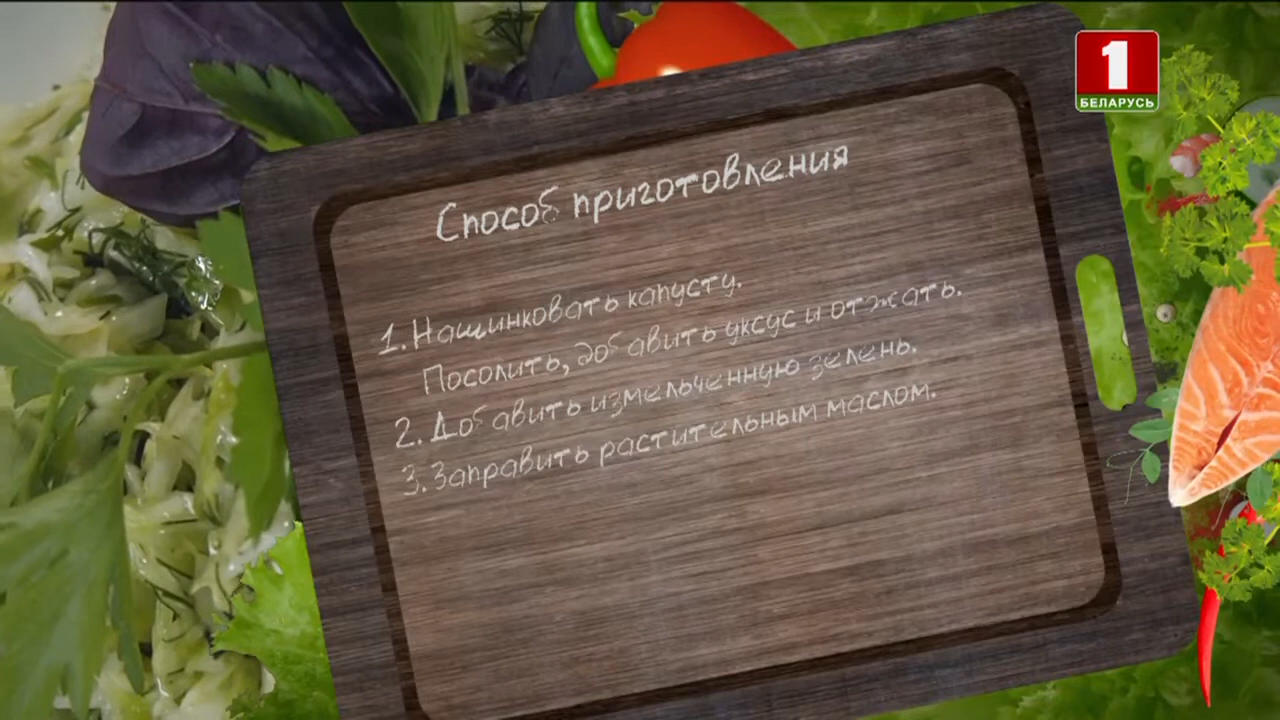 1
БЕЛАРУСЬ
Способ приготовления
1. Нашинковать капусту.
Посолить, добавить уксус и отжать.
2. Добавить измельченную зелень.
3. Заправить растительным маслом.